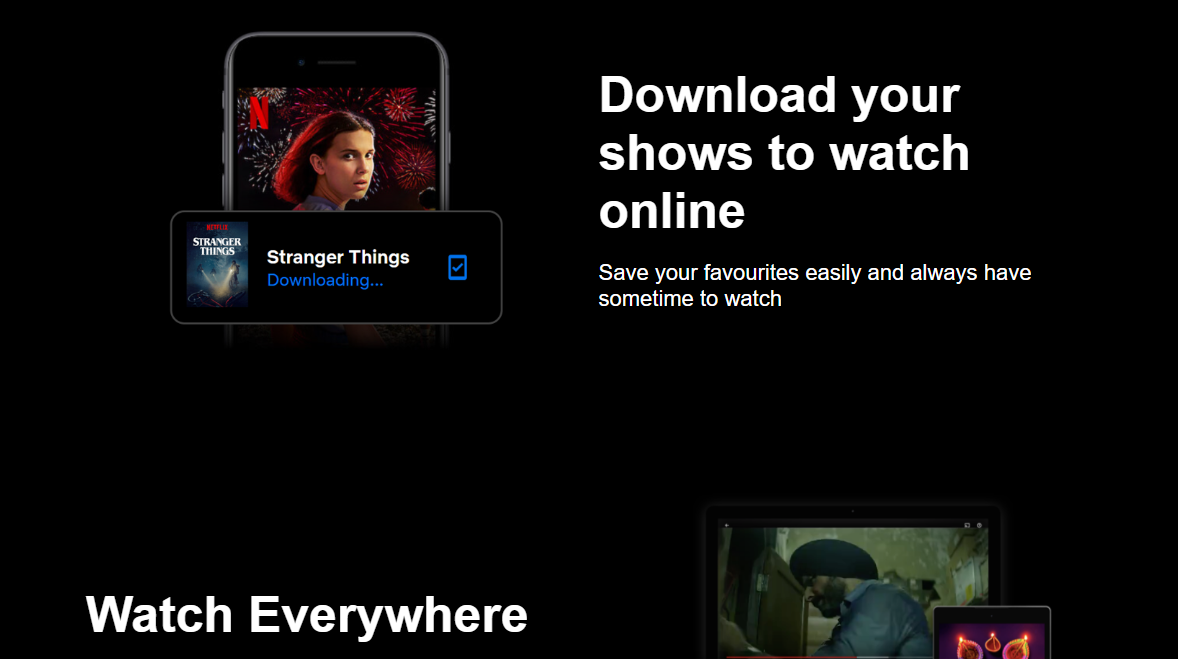 Download your
shows to watch
online
Save your favourites easily and always have
sometime to watch
N
NETFLIX
STRANGER
THINGS
Stranger Things
Downloading...
Watch Everywhere